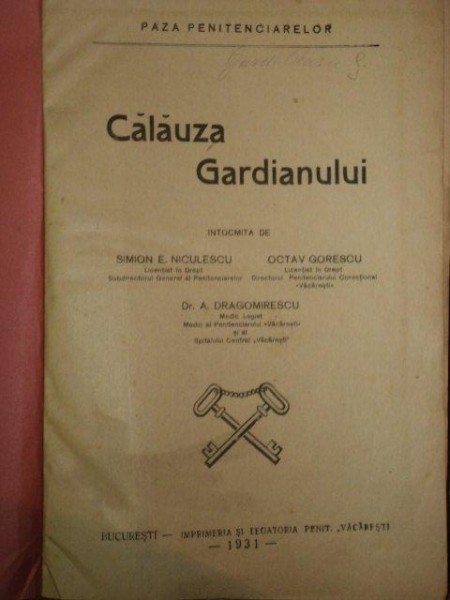 PAZA PENITENCIARELOR
Călăuza
Gardianului
INTOCMITA DE
SIMION E. NICULESCU
Licențiat în Drept
Subdirectorul General al Penitenciarelor
OCTAV GORESCU
Licențiat în Drept
Directorul Penitenciarului Corecțional
«Văcărești»
Dr. A. DRAGOMIRESCU
Medic Legist
Medic al Penitenciarului «Văcărești»
și al
Spitalului Central „Văcărești"
BUCUREȘTI — IMPRIMERIA ȘI LEGATORIA PENIT. „VĂCĂREȘTI
— 1931 —